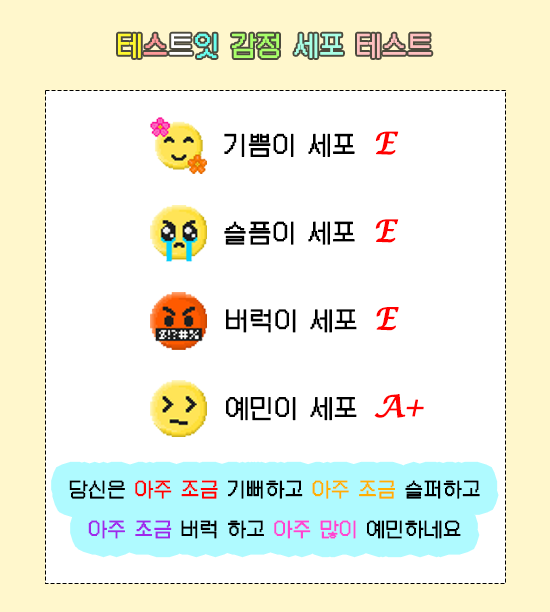 테스트잇 감정 세포 테스트
기쁨이 세포 E
슬픔이 세포 E
&!?#%
버럭이 세포 E
예민이 세포 A+
당신은 아주 조금 기뻐하고 아주 조금 슬퍼하고
아주 조금 버럭 하고 아주 많이 예민하네요